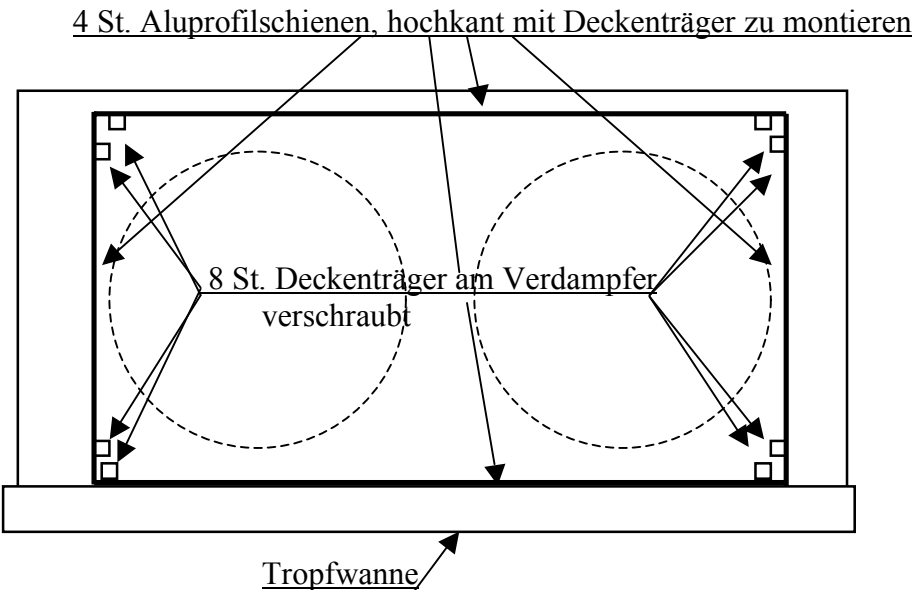 4 St. Aluprofilschienen, hochkant mit Deckenträger zu montieren
8 St. Deckenträger am Verdampfer
verschraubt
Tropfwanne